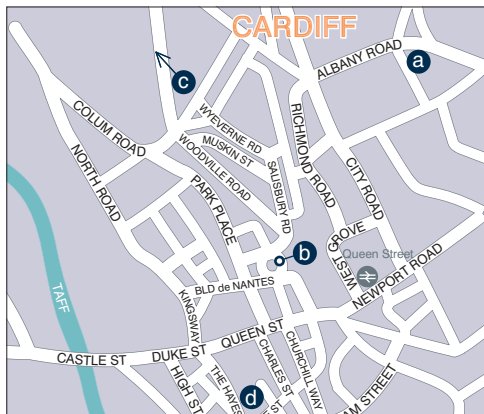 CARDIFF
ALBANY ROAD
a
c
COLUM ROAD
WYEVERNE RD
MUSKIN ST
WOODVILLE ROAD
RICHMOND ROAD
CITY ROAD
NORTH ROAD
PARK PLACE
SALISBURY RD
WEST GROVE
b
Queen Street
NEWPORT ROAD
TAFF
BLD de NANTES
KINGSWAY
QUEEN ST
DUKE ST
CASTLE ST
CHARLES ST
CHURCHILL WAY
HIGH ST
THE HAYES
d
ST
M STREET